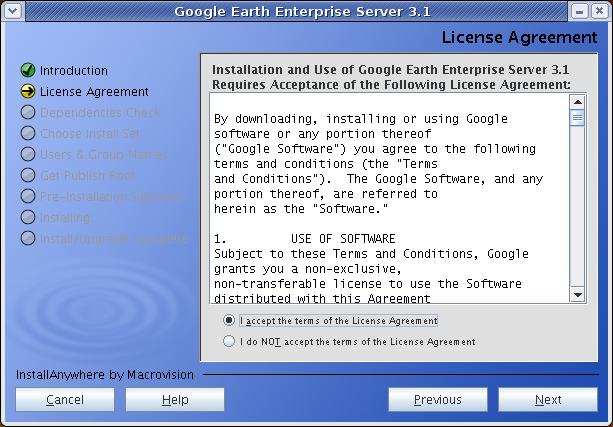 Google Earth Enterprise Server 3.1
License Agreement
Introduction
License Agreement
Dependencies Check
Choose Install Set
Users & Group Names
Get Publish Root
Pre-Installation Summary
Installing...
Install/Upgrade Complete
Installation and Use of Google Earth Enterprise Server 3.1
Requires Acceptance of the Following License Agreement:
By downloading, installing or using Google
software or any portion thereof
("Google Software") you agree to the following
terms and conditions (the "Terms
and Conditions"). The Google Software, and any
portion thereof, are referred to
herein as the "Software."
1. USE OF SOFTWARE
Subject to these Terms and Conditions, Google
grants you a non-exclusive,
non-transferable license to use the Software
distributed with this Agreement
I accept the terms of the License Agreement
I do NOT accept the terms of the License Agreement
InstallAnywhere by Macrovision
Cancel
Help
Previous
Next